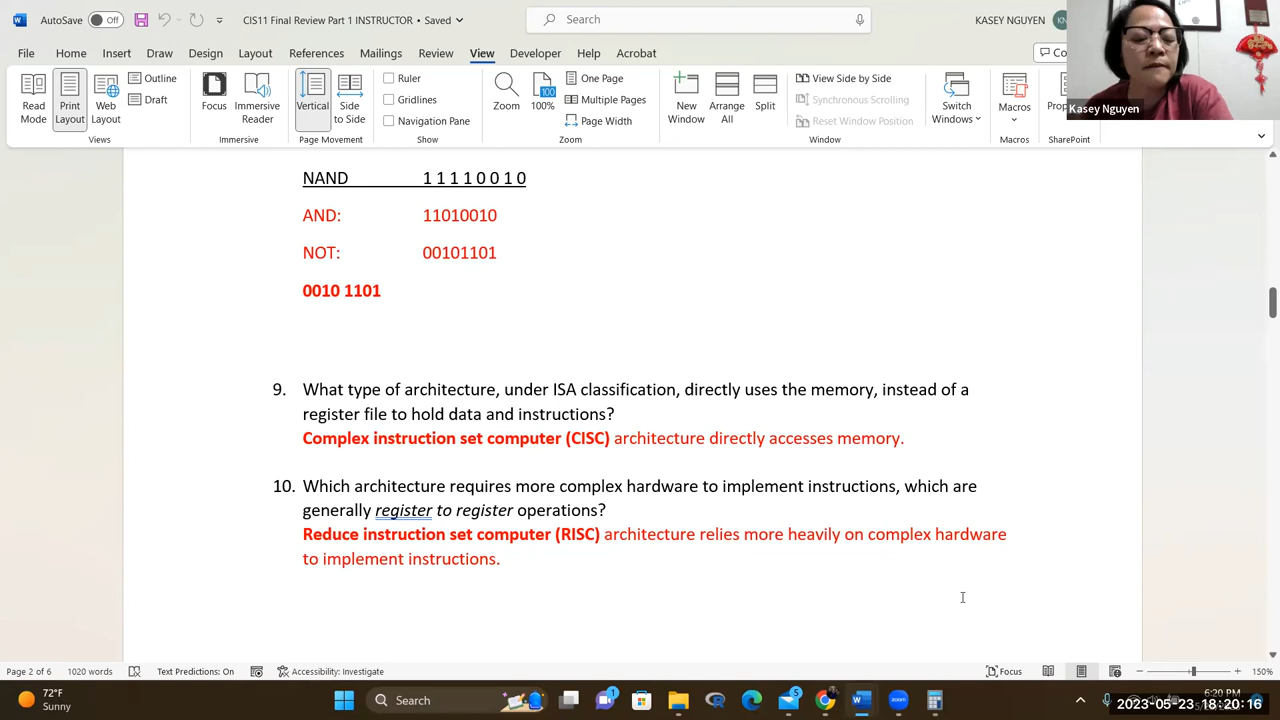 AutoSave Off CIS11 Final Review Part 1 INSTRUCTOR • Saved Search KASEY NGUYEN KN
File Home Insert Draw Design Layout References Mailings Review View Developer Help Acrobat
Read Mode
Print Layout
Web Layout
Outline
Draft
Views
Focus
Immersive Reader
Immersive
Vertical
Side to Side
Page Movement
Ruler
Gridlines
Navigation Pane
Show
Zoom
100
100%
One Page
Multiple Pages
Page Width
Zoom
New Window
Arrange All
Split
View Side by Side
Synchronous Scrolling
Reset Window Position
Switch Windows
Window
Macros
Macros
SharePoint
Kasey Nguyen
NAND 1 1 1 1 0 0 1 0
AND: 11010010
NOT: 00101101
0010 1101
9. What type of architecture, under ISA classification, directly uses the memory, instead of a
register file to hold data and instructions?
Complex instruction set computer (CISC) architecture directly accesses memory.
10. Which architecture requires more complex hardware to implement instructions, which are
generally register to register operations?
Reduce instruction set computer (RISC) architecture relies more heavily on complex hardware
to implement instructions.
Page 2 of 6 1020 words Text Predictions: On Accessibility: Investigate Focus 150%
72°F
Sunny
Search
1
5
2023-05-23 18:20:16